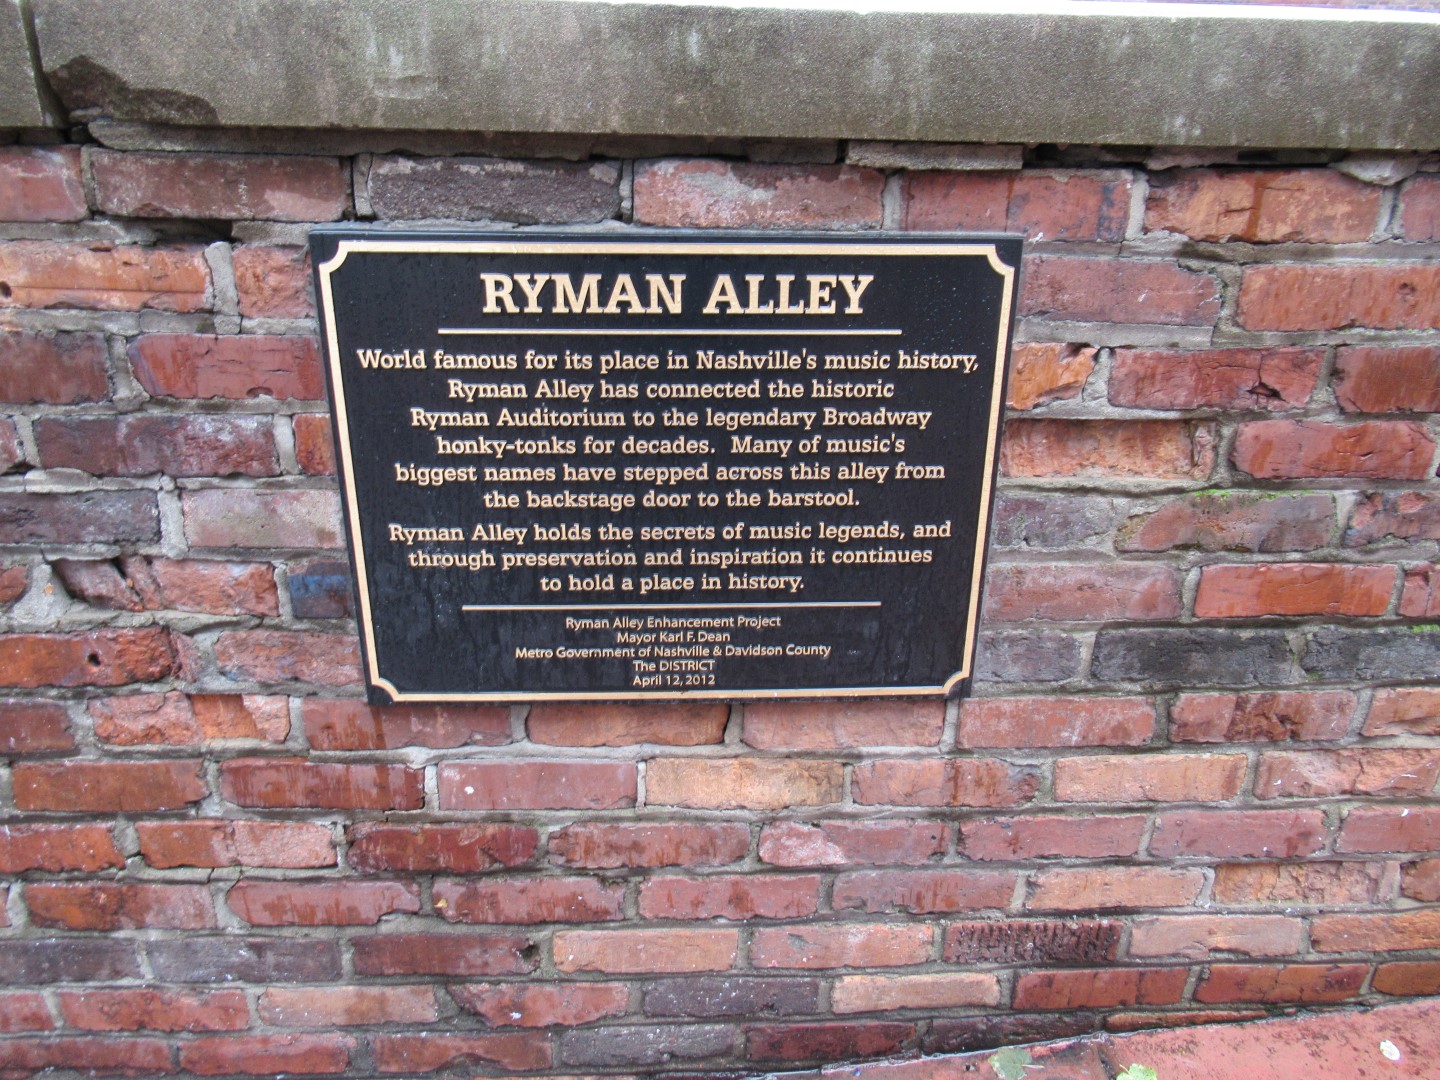 RYMAN ALLEY
World famous for its place in Nashville's music history,
Ryman Alley has connected the historic
Ryman Auditorium to the legendary Broadway
honky-tonks for decades.  Many of music's
biggest names have stepped across this alley from
the backstage door to the barstool.
Ryman Alley holds the secrets of music legends, and
through preservation and inspiration it continues
to hold a place in history.
Ryman Alley Enhancement Project
Mayor Karl F. Dean
Metro Government of Nashville & Davidson County
The DISTRICT
April 12, 2012